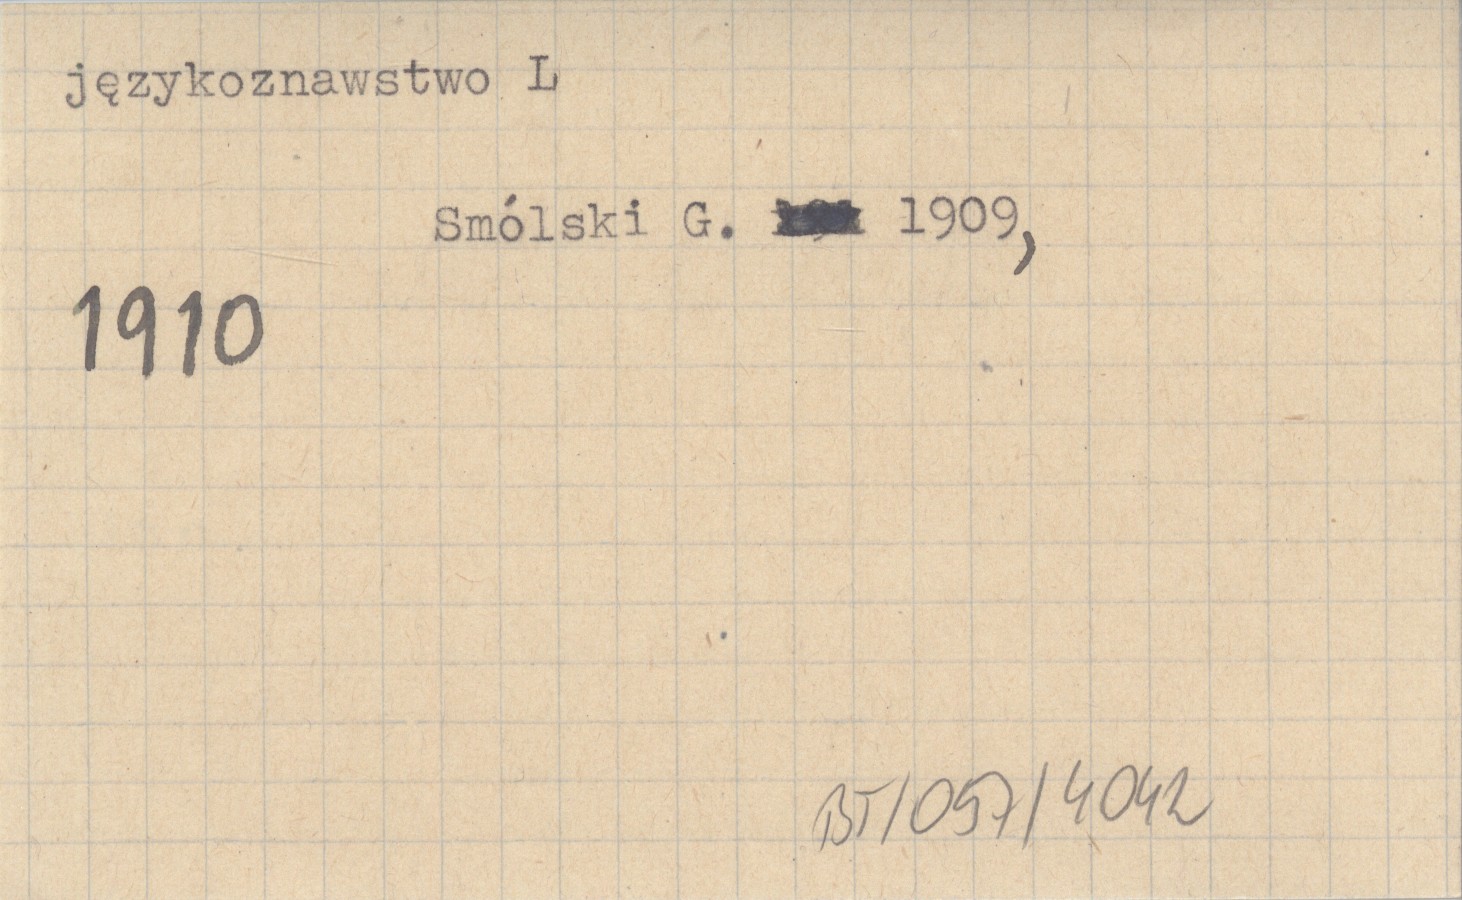 językoznawstwo L
Smólski G. 1909,
1910
BT/057/4042